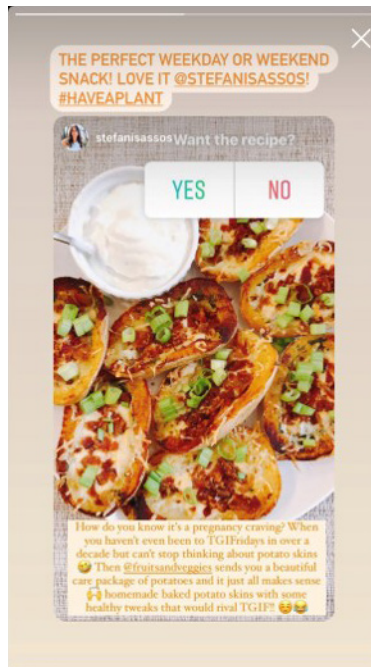 THE PERFECT WEEKDAY OR WEEKEND
SNACK! LOVE IT @STEFANISASSOS!
#HAVEAPLANT
stefanisassos Want the recipe?
YES NO
How do you know it's a pregnancy craving? When
you haven't even been to TGIFridays in over a
decade but can't stop thinking about potato skins
🤣 Then @fruitsandveggies sends you a beautiful
care package of potatoes and it just all makes sense
🙌 homemade baked potato skins with some
healthy tweaks that would rival TGIF!! ☺️😂